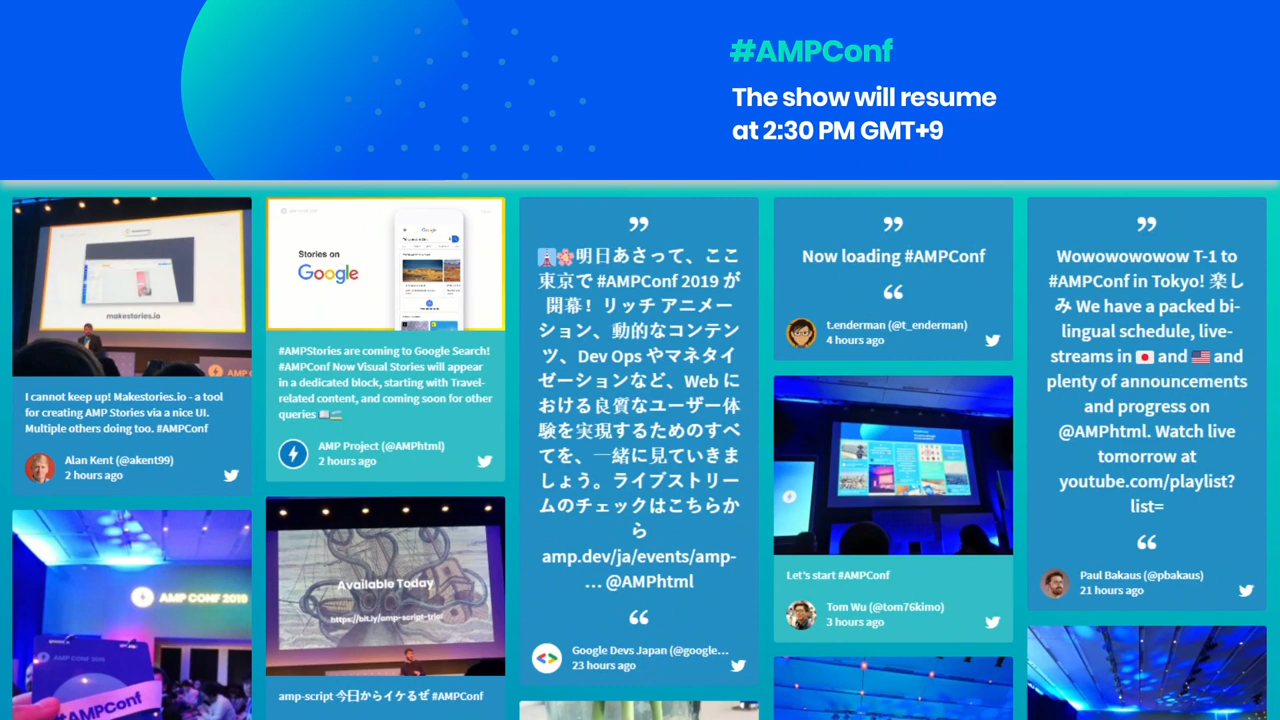 #AMPConf
The show will resume
at 2:30 PM GMT+9
makestories.io
I cannot keep up! Makestories.io - a tool
for creating AMP Stories via a nice UI.
Multiple others doing too. #AMPConf
Alan Kent (@akent99)
2 hours ago
AMP CONF 2019
AMP CONF 2019
#AMPConf
Stories on
Google
Google
#AMPStories are coming to Google Search!
#AMPConf Now Visual Stories will appear
in a dedicated block, starting with Travel-
related content, and coming soon for other
queries
AMP Project (@AMPhtml)
2 hours ago
Available Today
https://bit.ly/amp-script-trial
amp-script 今日からイケるぜ #AMPConf
”
🗼🌸明日あさって、ここ
東京で #AMPConf 2019 が
開幕！リッチ アニメー
ション、動的なコンテン
ツ、Dev Ops やマネタイ
ゼーションなど、Web に
おける良質なユーザー体
験を実現するためのすべ
てを、一緒に見ていきま
しょう。ライブストリー
ムのチェックはこちらか
ら
amp.dev/ja/events/amp-
… @AMPhtml
“
Google Devs Japan (@google...
23 hours ago
”
Now loading #AMPConf
“
t.enderman (@t_enderman)
4 hours ago
Let's start #AMPConf
Tom Wu (@tom76kimo)
3 hours ago
”
Wowowowowow T-1 to
#AMPConf in Tokyo! 楽し
み We have a packed bi-
lingual schedule, live-
streams in 🇯🇵 and 🇺🇸 and
plenty of announcements
and progress on
@AMPhtml. Watch live
tomorrow at
youtube.com/playlist?
list=
“
Paul Bakaus (@pbakaus)
21 hours ago